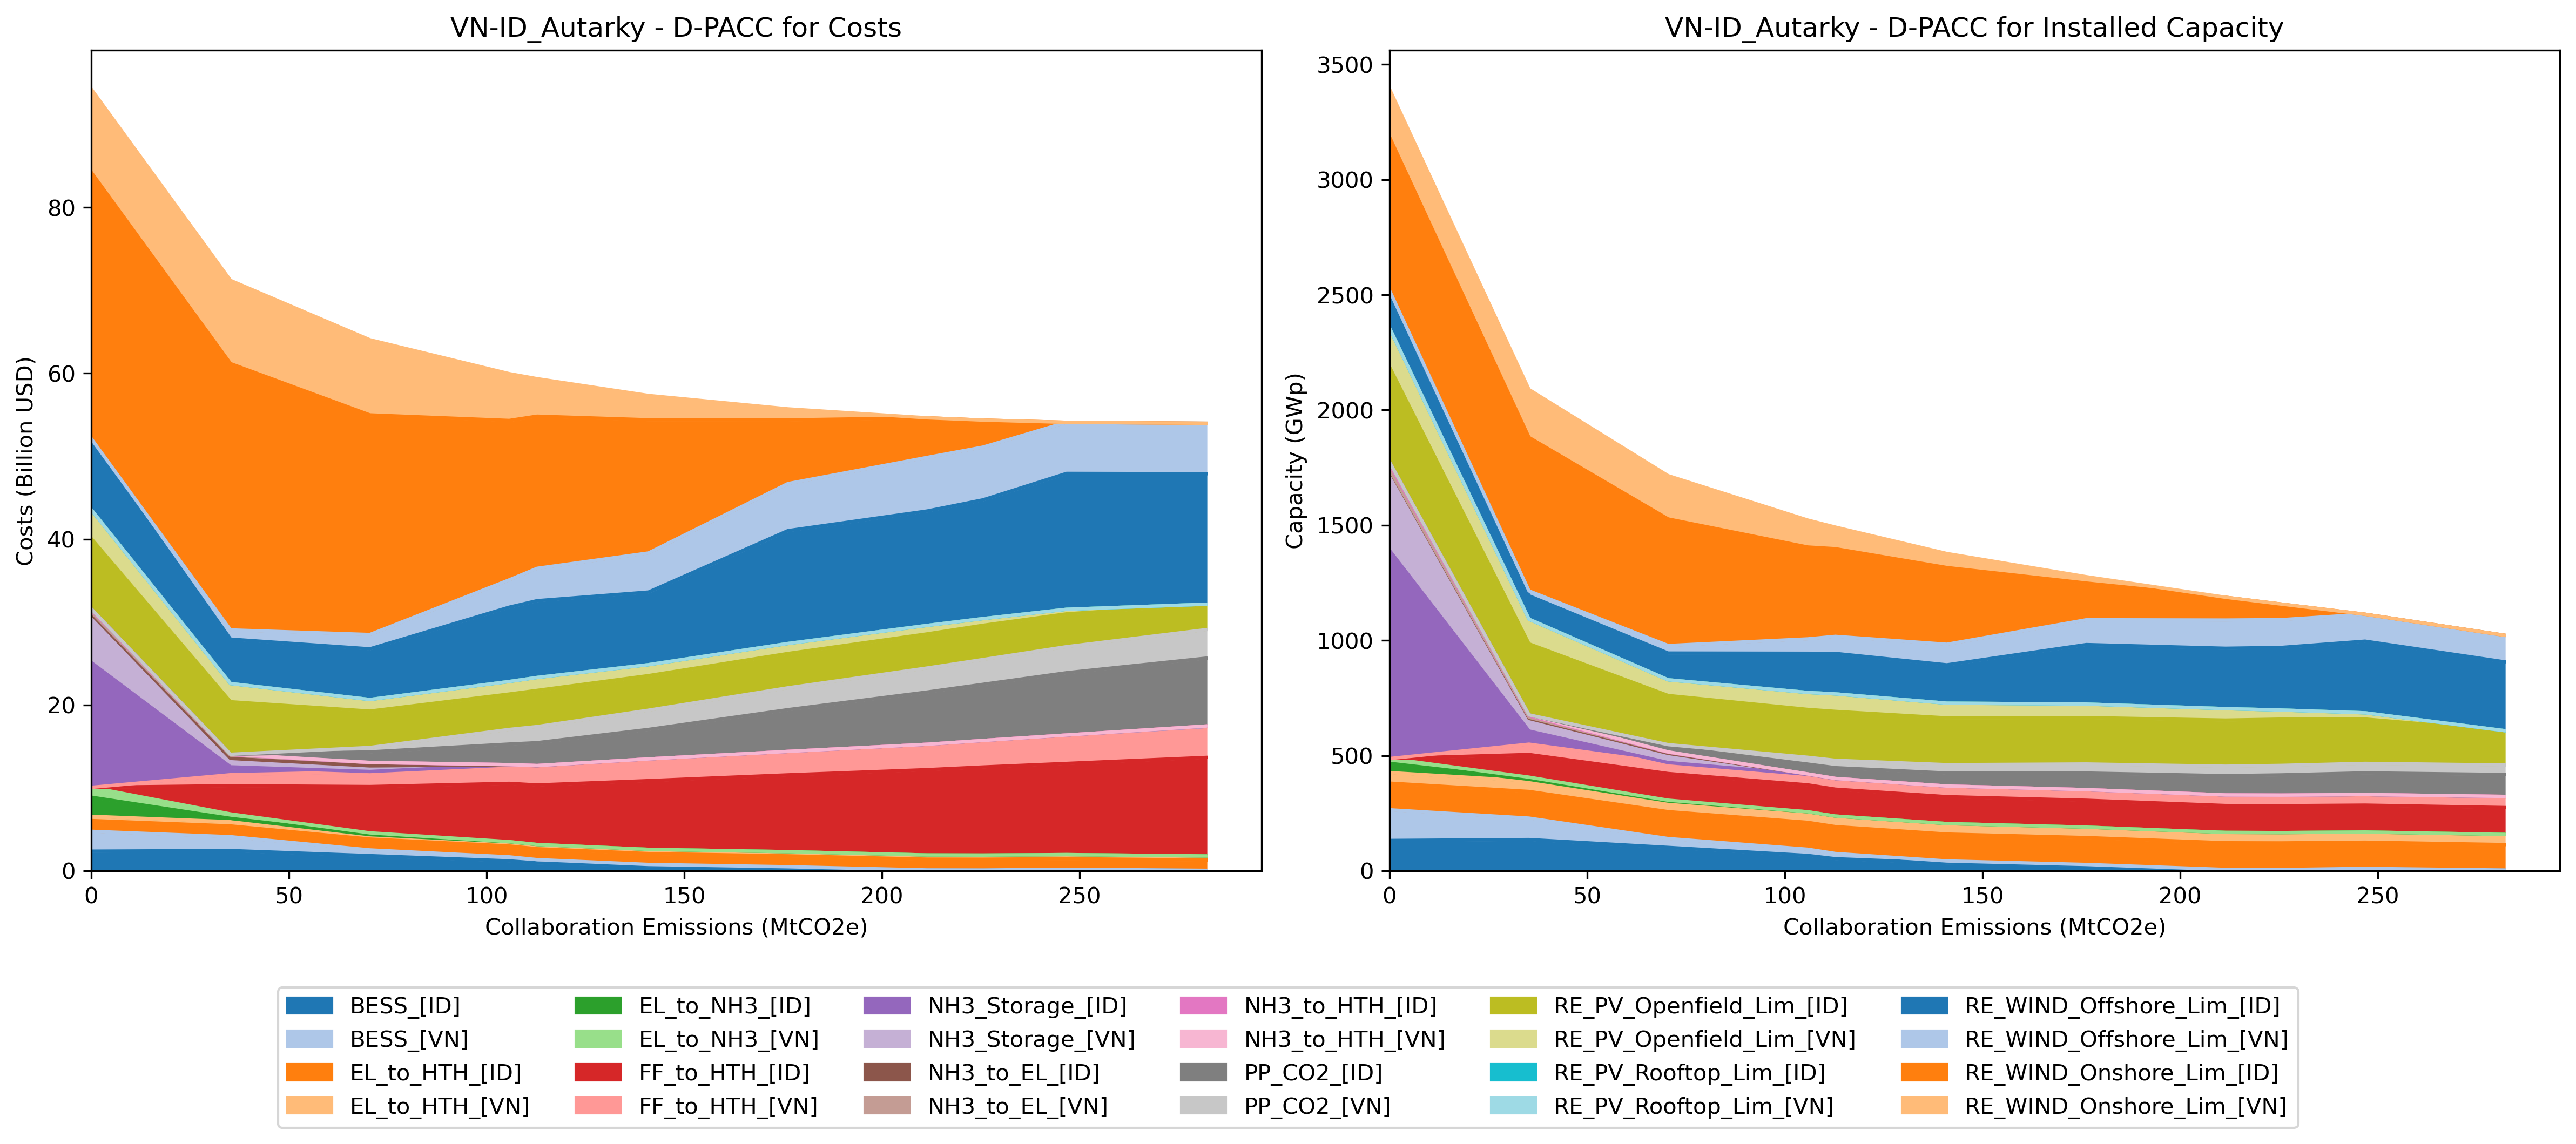 VN-ID_Autarky - D-PACC for Costs
Costs (Billion USD)
80
60
40
20
0
0 50 100 150 200 250
Collaboration Emissions (MtCO2e)
VN-ID_Autarky - D-PACC for Installed Capacity
Capacity (GWp)
3500
3000
2500
2000
1500
1000
500
0
0 50 100 150 200 250
Collaboration Emissions (MtCO2e)
BESS_[ID]
BESS_[VN]
EL_to_HTH_[ID]
EL_to_HTH_[VN]
EL_to_NH3_[ID]
EL_to_NH3_[VN]
FF_to_HTH_[ID]
FF_to_HTH_[VN]
NH3_Storage_[ID]
NH3_Storage_[VN]
NH3_to_EL_[ID]
NH3_to_EL_[VN]
NH3_to_HTH_[ID]
NH3_to_HTH_[VN]
PP_CO2_[ID]
PP_CO2_[VN]
RE_PV_Openfield_Lim_[ID]
RE_PV_Openfield_Lim_[VN]
RE_PV_Rooftop_Lim_[ID]
RE_PV_Rooftop_Lim_[VN]
RE_WIND_Offshore_Lim_[ID]
RE_WIND_Offshore_Lim_[VN]
RE_WIND_Onshore_Lim_[ID]
RE_WIND_Onshore_Lim_[VN]